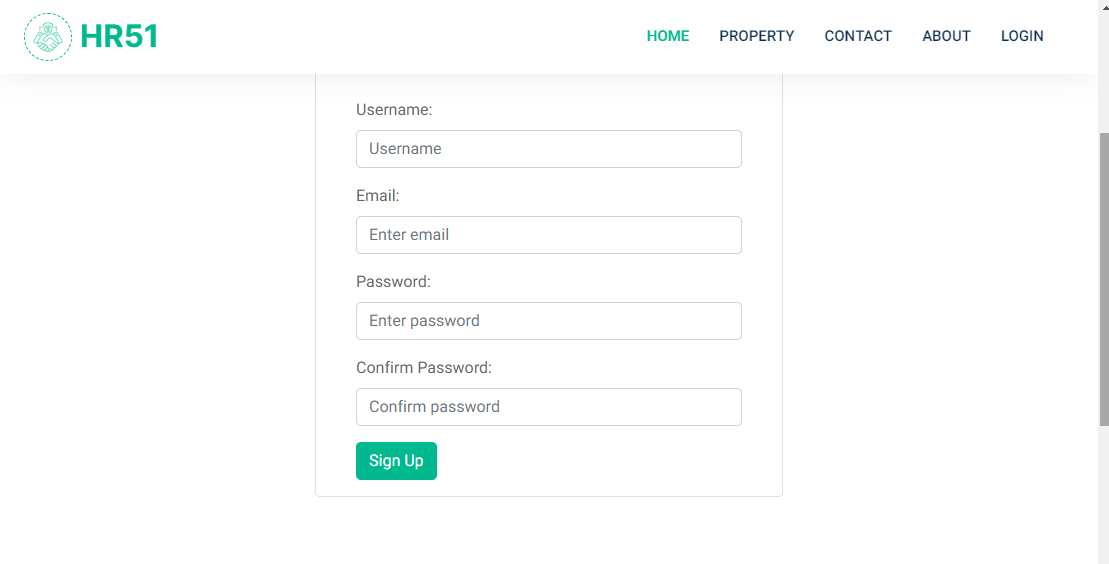 HR51
HOME PROPERTY CONTACT ABOUT LOGIN
Username:
Username
Email:
Enter email
Password:
Enter password
Confirm Password:
Confirm password
Sign Up